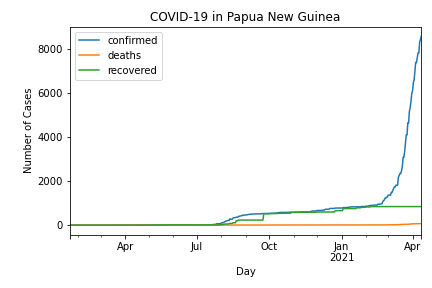 COVID-19 in Papua New Guinea
confirmed
deaths
recovered
8000
6000
4000
2000
0
Number of Cases
Apr
Jul
Oct
Jan
2021
Apr
Day